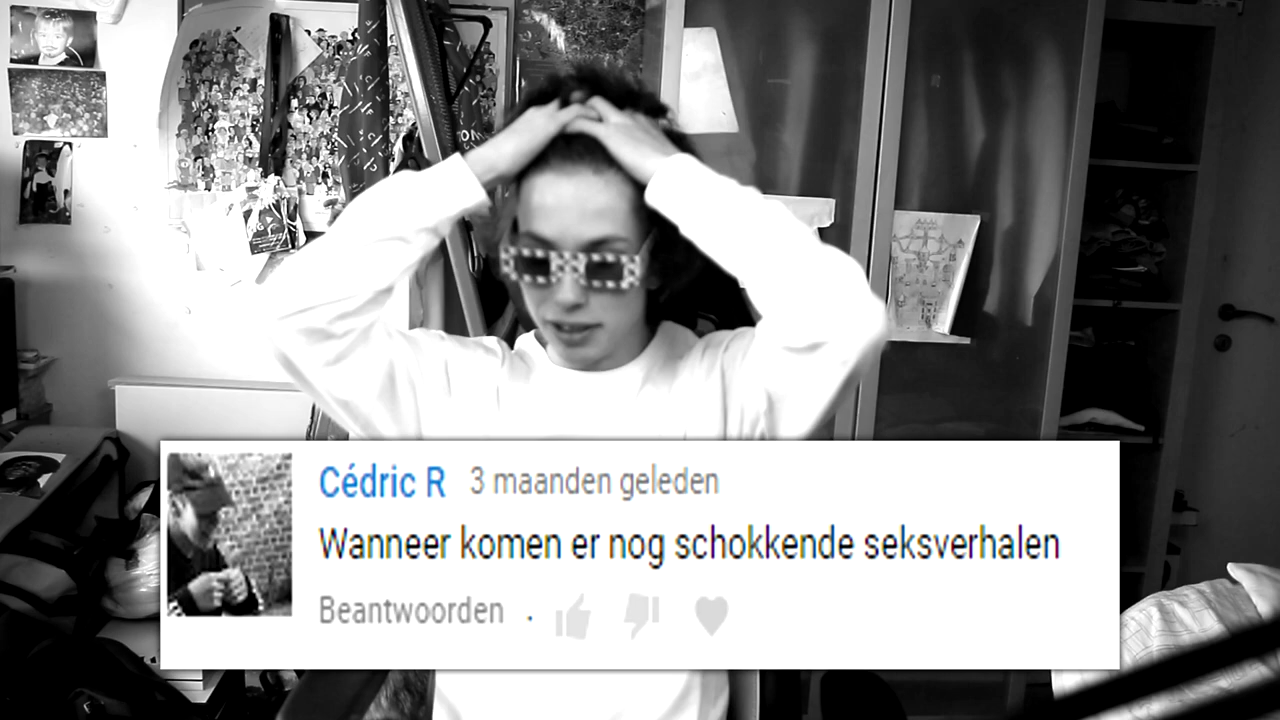 Cédric R 3 maanden geleden
Wanneer komen er nog schokkende seksverhalen
Beantwoorden .